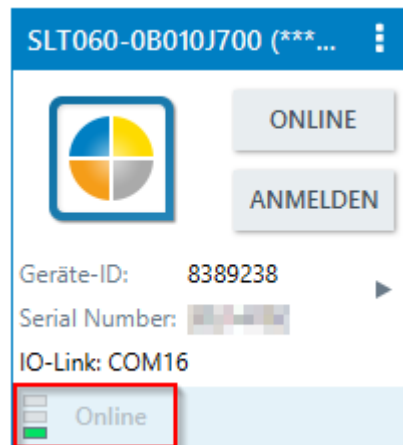 SLT060-0B010J700 (***...
ONLINE
ANMELDEN
Geräte-ID: 8389238
Serial Number:
IO-Link: COM16
Online